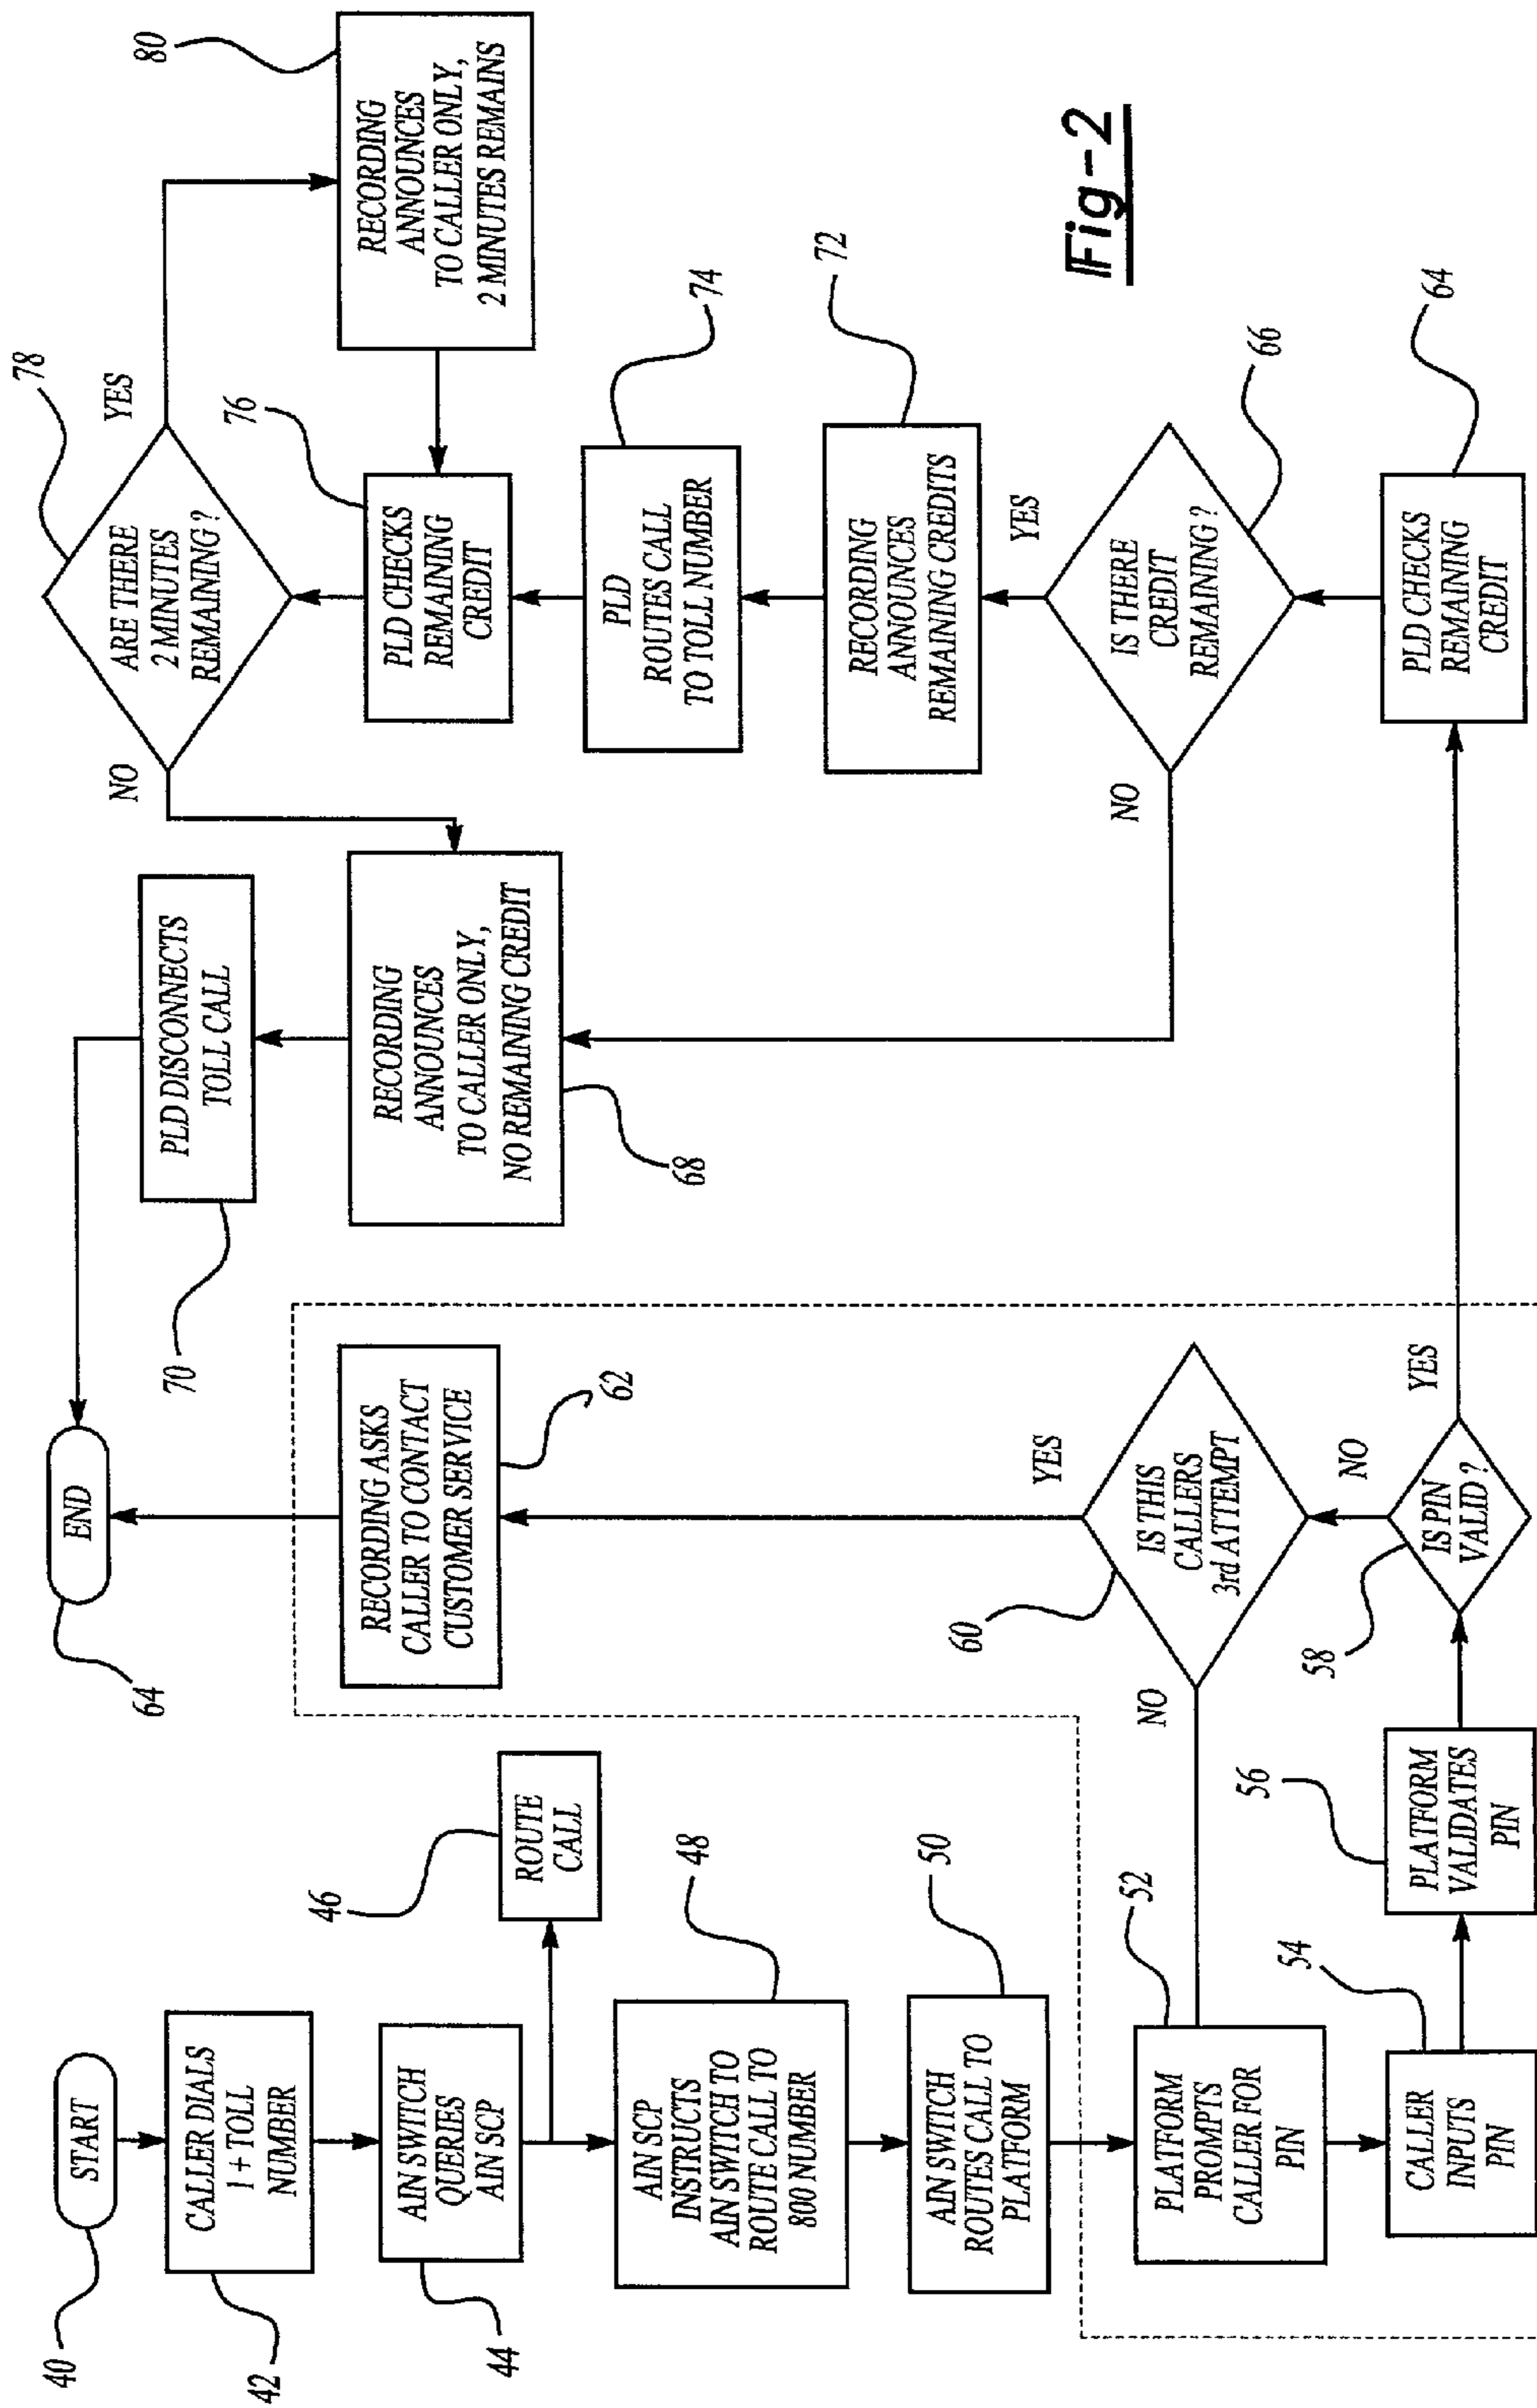 40
START
42
CALLER DIALS
1 + TOLL
NUMBER
44
AIN SWITCH
QUERIES
AIN SCP
46
ROUTE
CALL
48
AIN SCP
INSTRUCTS
AIN SWITCH TO
ROUTE CALL TO
800 NUMBER
50
AIN SWITCH
ROUTES CALL TO
PLATFORM
52
PLATFORM
PROMPTS
CALLER FOR
PIN
54
CALLER
INPUTS
PIN
56
PLATFORM
VALIDATES
PIN
58
IS PIN
VALID ?
NO
YES
60
IS THIS
CALLERS
3rd ATTEMPT
NO
YES
62
RECORDING ASKS
CALLER TO CONTACT
CUSTOMER SERVICE
64
END
70
PLD DISCONNECTS
TOLL CALL
68
RECORDING
ANNOUNCES
TO CALLER ONLY,
NO REMAINING CREDIT
78
ARE THERE
2 MINUTES
REMAINING ?
NO
YES
80
RECORDING
ANNOUNCES
TO CALLER ONLY,
2 MINUTES REMAINS
76
PLD CHECKS
REMAINING
CREDIT
74
PLD
ROUTES CALL
TO TOLL NUMBER
72
RECORDING
ANNOUNCES
REMAINING CREDITS
YES
NO
66
IS THERE
CREDIT
REMAINING ?
64
PLD CHECKS
REMAINING
CREDIT
Fig-2